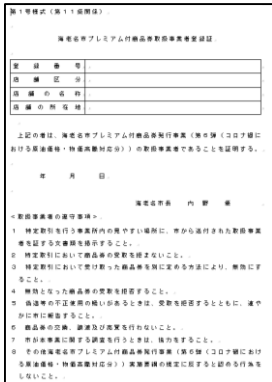 第1号様式（第11条関係）
海老名市プレミアム付商品券取扱事業者登録証
登録番号
店舗区分
店舗の名称
店舗の所在地
上記の者は、海老名市プレミアム付商品券発行事業（第6弾（コロナ禍に
おける原油価格・物価高騰対応分））の取扱事業者であることを証明する。
年　月　日
海老名市長　内野　優
＜取扱事業者の遵守事項＞
1　特定取引を行う事業所内の見やすい場所に、市から送付された取扱事業
者を証する文書類を掲示すること。
2　特定取引において商品券の受取を拒まないこと。
3　特定取引において受け取った商品券を別に定める方法により、無効にす
ること。
4　無効となった商品券の受取を拒否すること。
5　偽造等の不正使用の疑いがあるときは、受取を拒否するとともに、速や
かに市に報告すること。
6　商品券の交換、譲渡及び売買を行わないこと。
7　市が本事業に関する調査を行うときは、協力をすること。
8　その他海老名市プレミアム付商品券発行事業（第6弾（コロナ禍におけ
る原油価格・物価高騰対応分））実施要綱の規定に反すると認める行為を
しないこと。